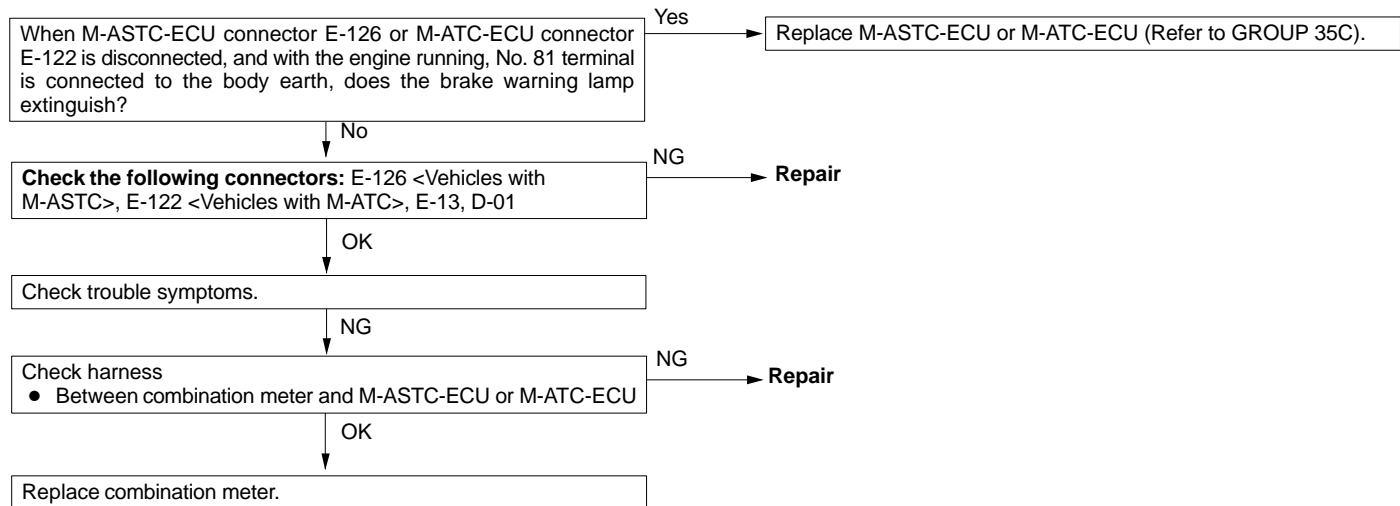 When M-ASTC-ECU connector E-126 or M-ATC-ECU connector
E-122 is disconnected, and with the engine running, No. 81 terminal
is connected to the body earth, does the brake warning lamp
extinguish?
Yes
Replace M-ASTC-ECU or M-ATC-ECU (Refer to GROUP 35C).
No
Check the following connectors: E-126 <Vehicles with
M-ASTC>, E-122 <Vehicles with M-ATC>, E-13, D-01
NG
Repair
OK
Check trouble symptoms.
NG
Check harness
● Between combination meter and M-ASTC-ECU or M-ATC-ECU
NG
Repair
OK
Replace combination meter.